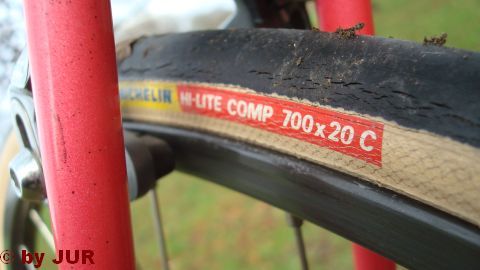 MICHELIN HI-LITE COMP 700x20 C
© by JUR